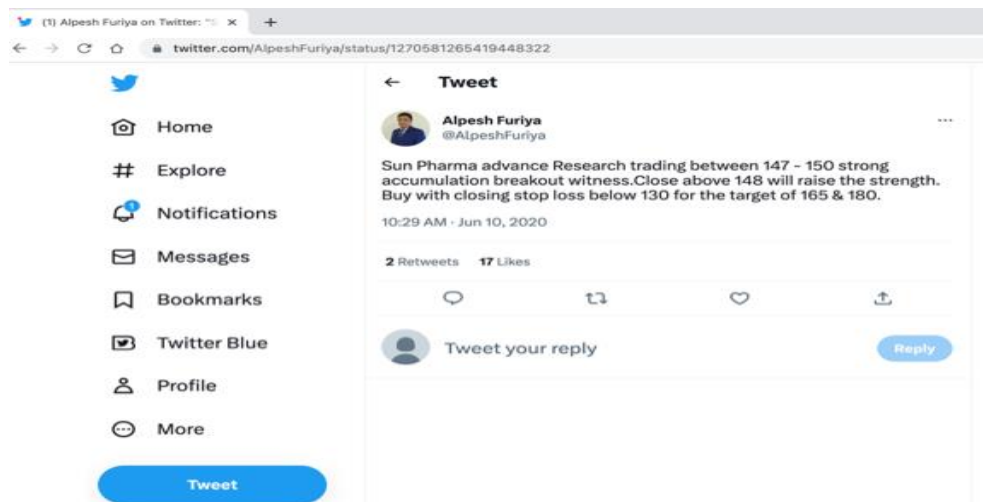 (1) Alpesh Furiya on Twitter: "S
twitter.com/AlpeshFuriya/status/1270581265419448322
Home
Explore
1
Notifications
Messages
Bookmarks
Twitter Blue
Profile
More
Tweet
Tweet
Alpesh Furiya
@AlpeshFuriya
Sun Pharma advance Research trading between 147 - 150 strong
accumulation breakout witness.Close above 148 will raise the strength.
Buy with closing stop loss below 130 for the target of 165 & 180.
10:29 AM · Jun 10, 2020
2 Retweets 17 Likes
Tweet your reply
Reply